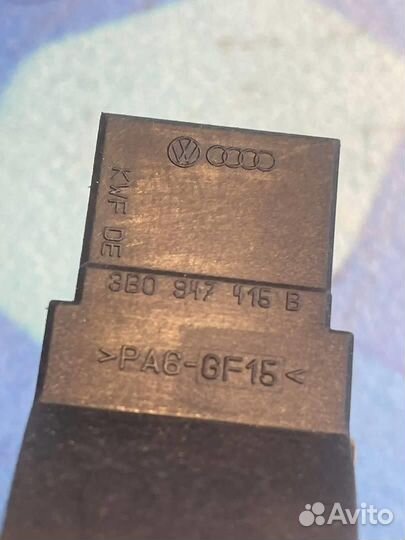 KWF DE
3B0 947 415 B
>PA6-GF15<
Avito